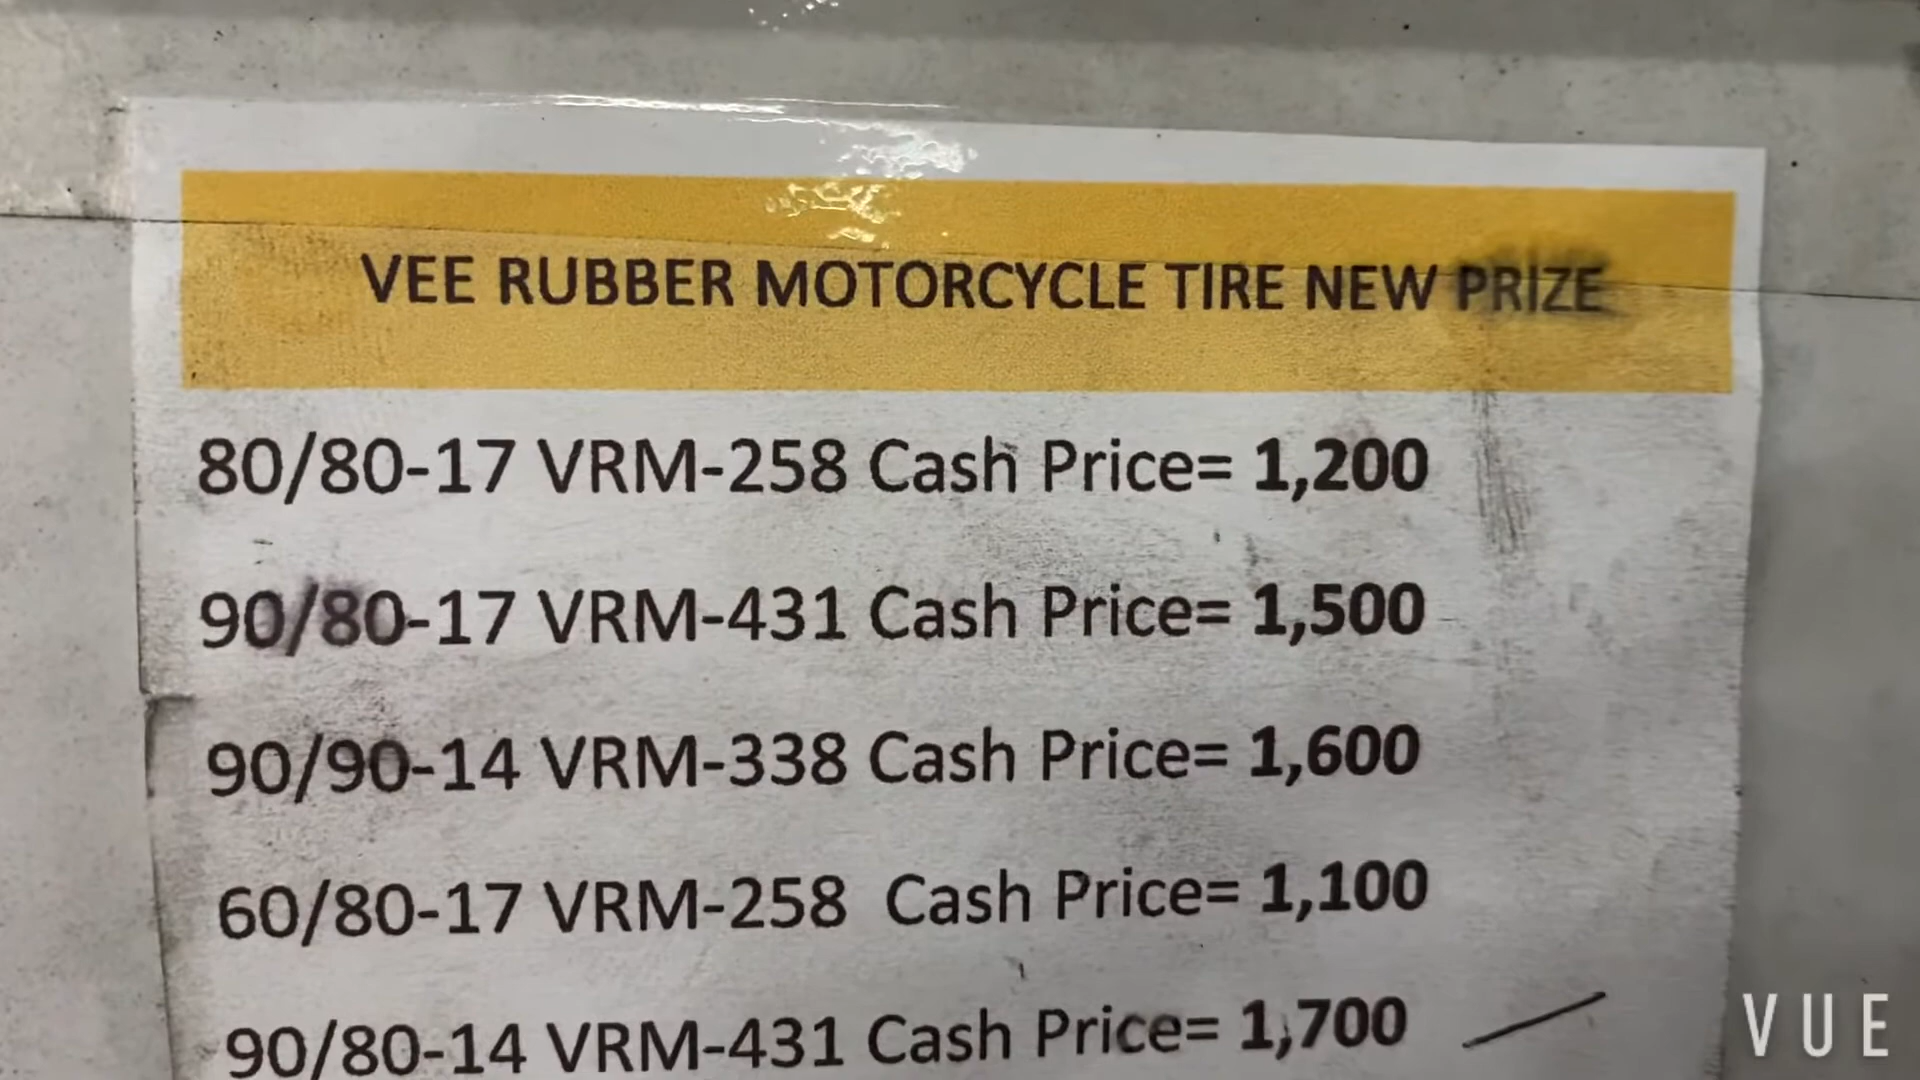 VEE RUBBER MOTORCYCLE TIRE NEW PRIZE
80/80-17 VRM-258 Cash Price= 1,200
90/80-17 VRM-431 Cash Price= 1,500
90/90-14 VRM-338 Cash Price= 1,600
60/80-17 VRM-258 Cash Price= 1,100
90/80-14 VRM-431 Cash Price= 1,700
VUE